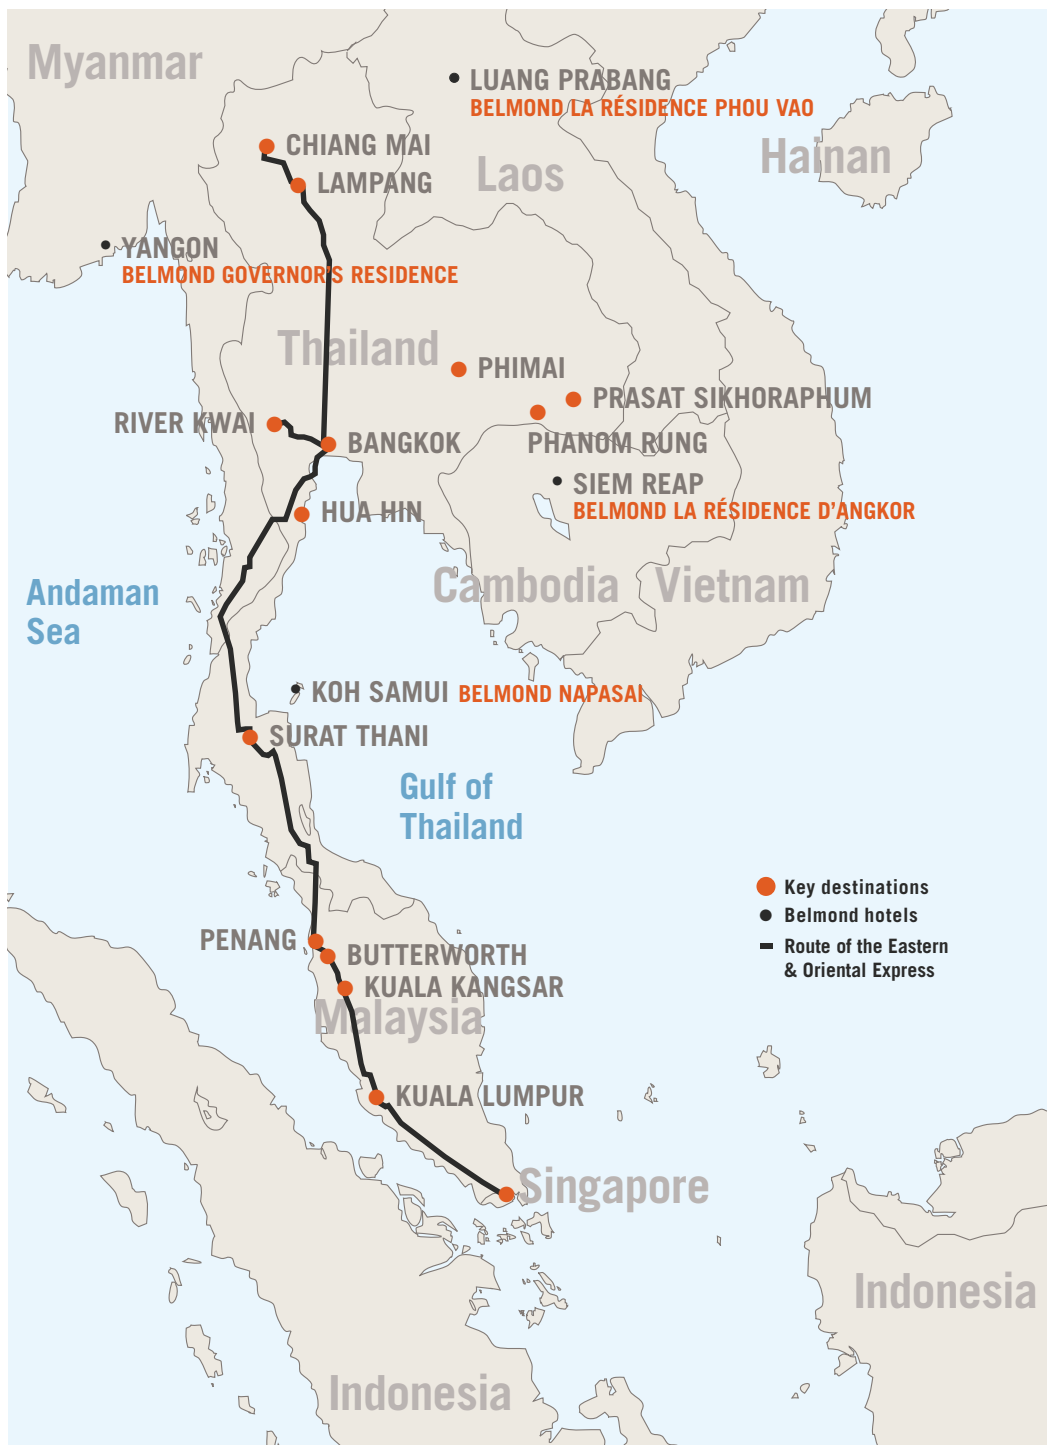 Myanmar
LUANG PRABANG
BELMOND LA RÉSIDENCE PHOU VAO
CHIANG MAI
Hainan
Laos
LAMPANG
YANGON
BELMOND GOVERNOR'S RESIDENCE
Thailand
PHIMAI
PRASAT SIKHORAPHUM
RIVER KWAI
BANGKOK
PHANOM RUNG
SIEM REAP
BELMOND LA RÉSIDENCE D'ANGKOR
HUA HIN
Cambodia
Vietnam
Andaman
Sea
KOH SAMUI BELMOND NAPASAI
SURAT THANI
Gulf of
Thailand
Key destinations
Belmond hotels
Route of the Eastern
& Oriental Express
PENANG
BUTTERWORTH
KUALA KANGSAR
Malaysia
KUALA LUMPUR
Singapore
Indonesia
Indonesia